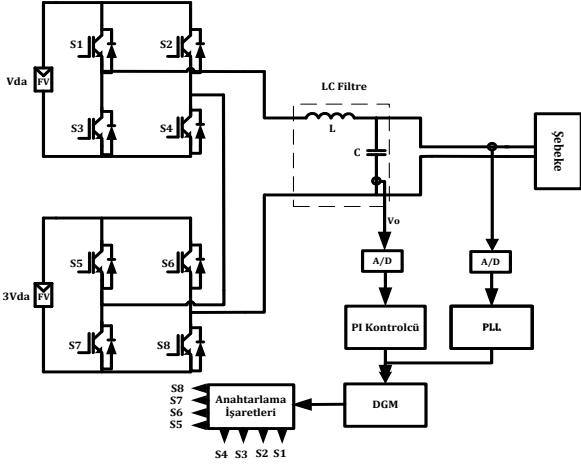 S1
S2
Vda
FV
S3
S4
LC Filtre
L
C
Şebeke
Vo
A/D
A/D
S5
S6
3Vda
FV
S7
S8
PI Kontrolcü
PLL
S8
S7
S6
S5
Anahtarlama
İşaretleri
DGM
S4 S3 S2 S1